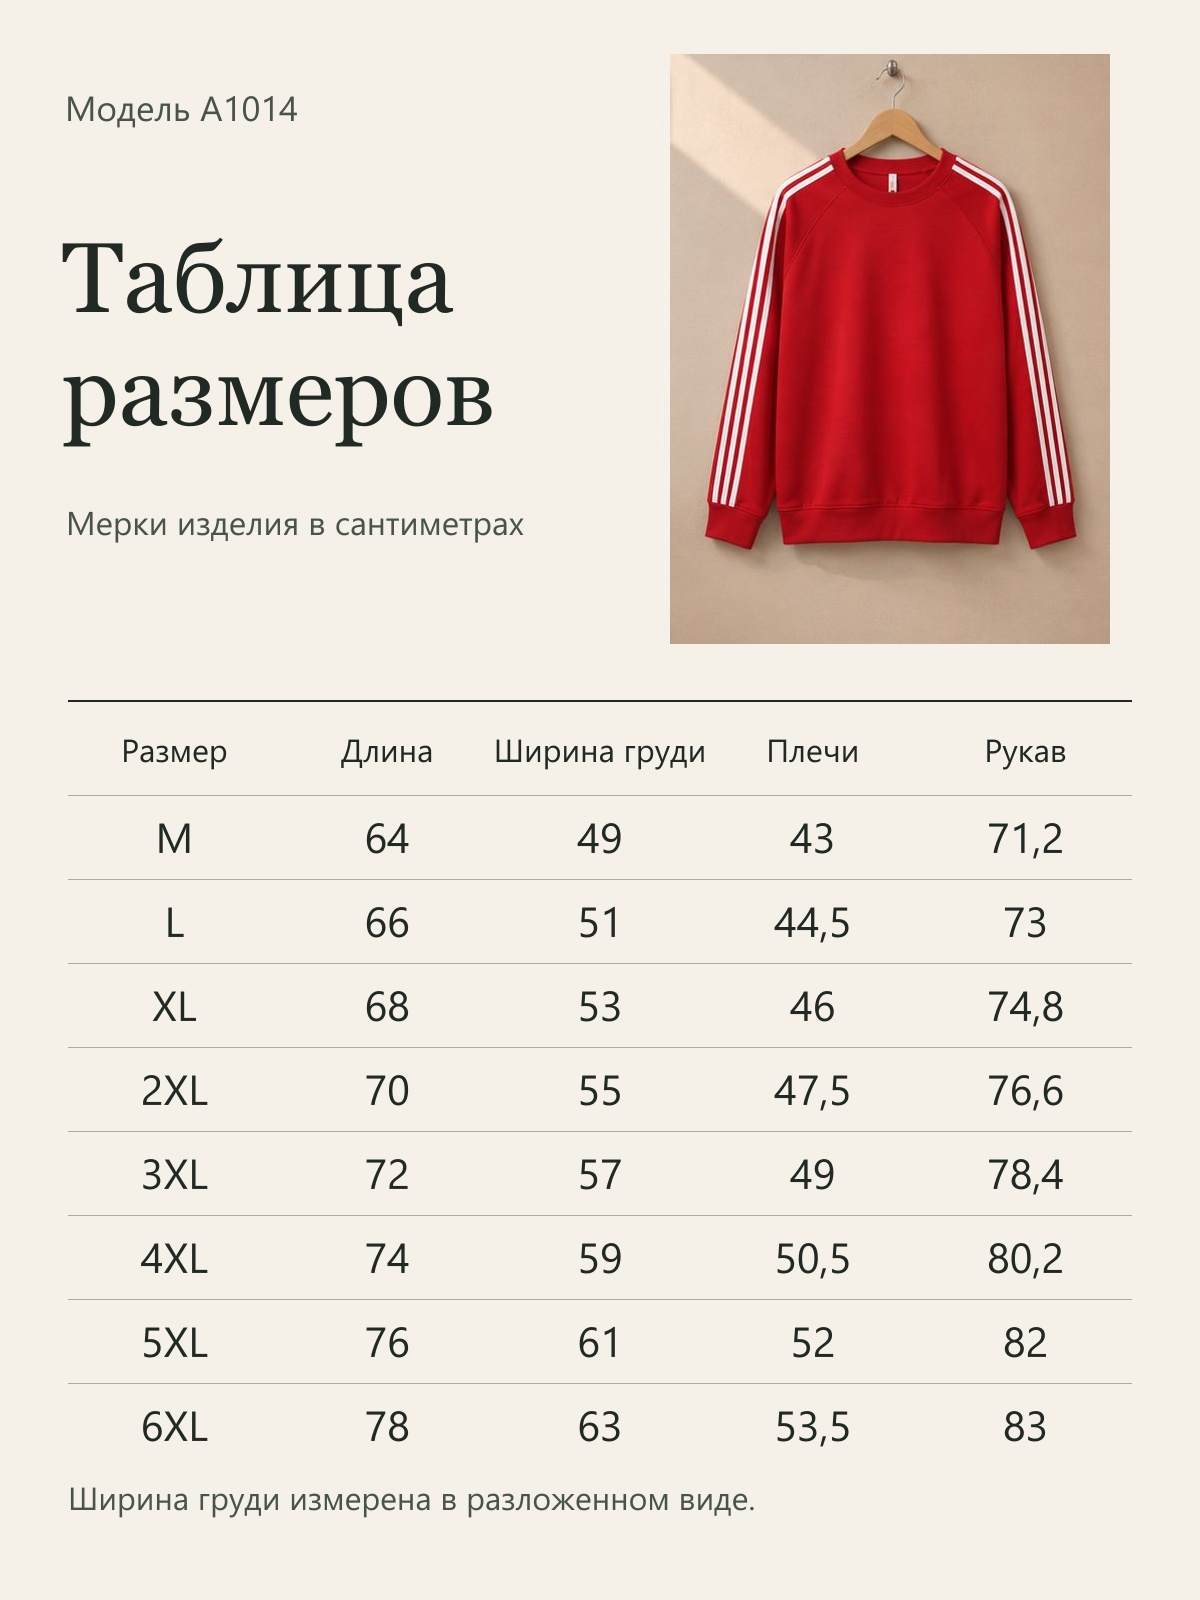 Модель А1014
Таблица
размеров
Мерки изделия в сантиметрах
Размер Длина Ширина груди Плечи Рукав
M 64 49 43 71,2
L 66 51 44,5 73
XL 68 53 46 74,8
2XL 70 55 47,5 76,6
3XL 72 57 49 78,4
4XL 74 59 50,5 80,2
5XL 76 61 52 82
6XL 78 63 53,5 83
Ширина груди измерена в разложенном виде.